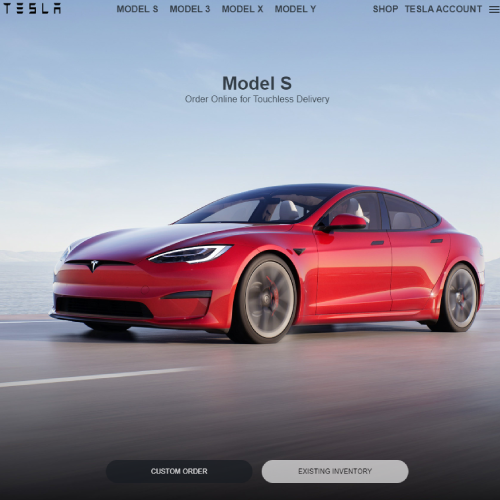 TESLA
MODEL S MODEL 3 MODEL X MODEL Y SHOP TESLA ACCOUNT
Model S
Order Online for Touchless Delivery
CUSTOM ORDER EXISTING INVENTORY